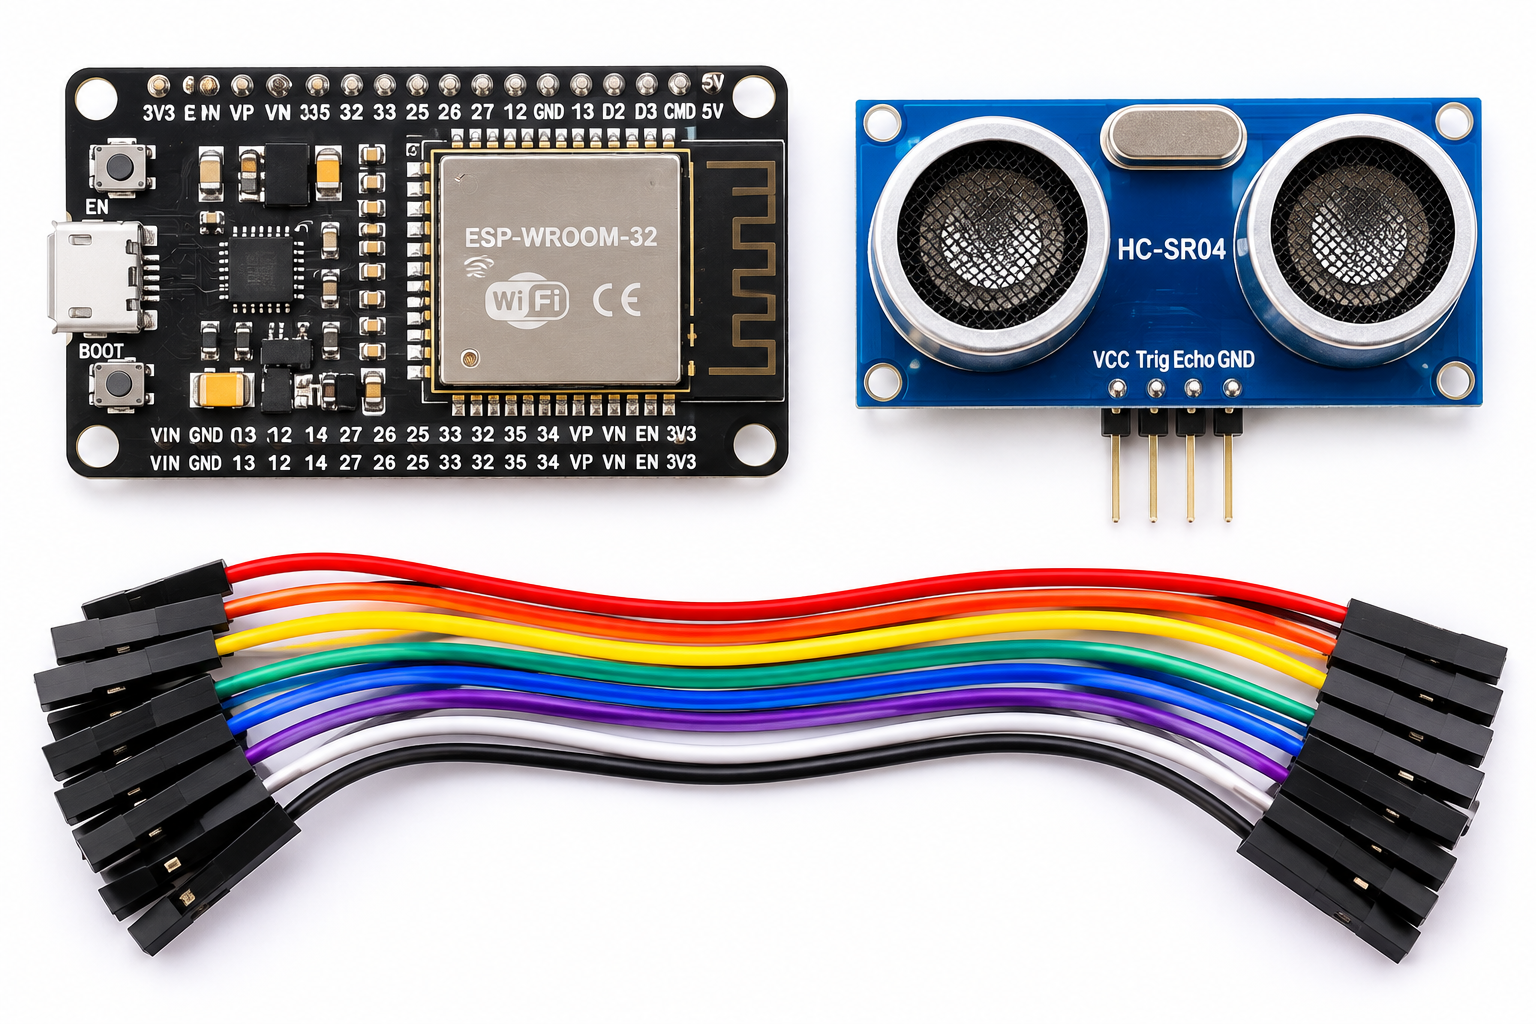 5V
3V3 EN VP VN 335 32 33 25 26 27 12 GND 13 D2 D3 CMD 5V
EN
ESP-WROOM-32
WiFi CE
BOOT
VIN GND 13 12 14 27 26 25 33 32 35 34 VP VN EN 3V3
VIN GND 13 12 14 27 26 25 33 32 35 34 VP VN EN 3V3
HC-SR04
VCC Trig Echo GND